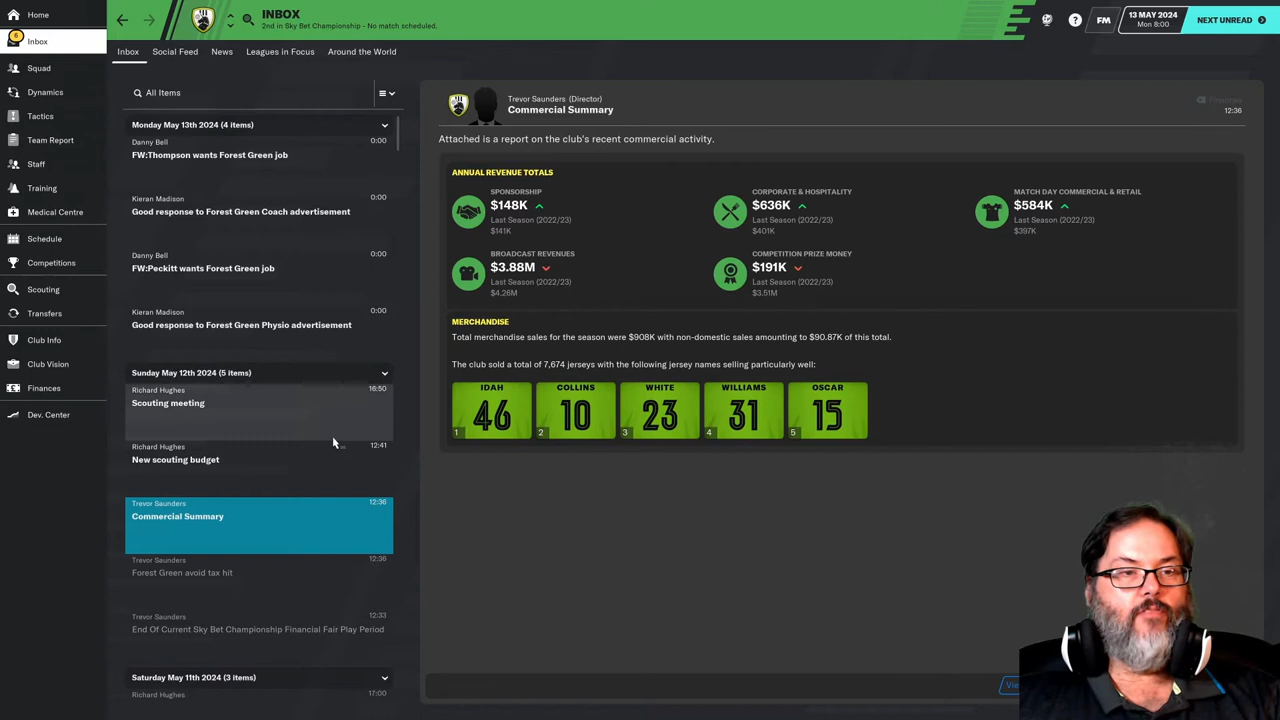 Home
6
Inbox
Squad
Dynamics
Tactics
Team Report
Staff
Training
Medical Centre
Schedule
Competitions
Scouting
Transfers
Club Info
Club Vision
Finances
Dev. Center
INBOX
2nd in Sky Bet Championship - No match scheduled.
?
FM
13 MAY 2024
Mon 8:00
NEXT UNREAD
Inbox
Social Feed
News
Leagues in Focus
Around the World
All Items
Monday May 13th 2024 (4 items)
Danny Bell
0:00
FW:Thompson wants Forest Green job
Kieran Madison
0:00
Good response to Forest Green Coach advertisement
Danny Bell
0:00
FW:Peckitt wants Forest Green job
Kieran Madison
0:00
Good response to Forest Green Physio advertisement
Sunday May 12th 2024 (5 items)
Richard Hughes
16:50
Scouting meeting
Richard Hughes
12:41
New scouting budget
Trevor Saunders
12:36
Commercial Summary
Trevor Saunders
12:36
Forest Green avoid tax hit
Trevor Saunders
12:33
End Of Current Sky Bet Championship Financial Fair Play Period
Saturday May 11th 2024 (3 items)
Richard Hughes
17:00
Trevor Saunders (Director)
Commercial Summary
Favorites
12:36
Attached is a report on the club's recent commercial activity.
ANNUAL REVENUE TOTALS
SPONSORSHIP
$148K
Last Season (2022/23)
$141K
CORPORATE & HOSPITALITY
$636K
Last Season (2022/23)
$401K
MATCH DAY COMMERCIAL & RETAIL
$584K
Last Season (2022/23)
$397K
BROADCAST REVENUES
$3.88M
Last Season (2022/23)
$4.26M
COMPETITION PRIZE MONEY
$191K
Last Season (2022/23)
$3.51M
MERCHANDISE
Total merchandise sales for the season were $908K with non-domestic sales amounting to $90.87K of this total.
The club sold a total of 7,674 jerseys with the following jersey names selling particularly well:
IDAH
46
1
COLLINS
10
2
WHITE
23
3
WILLIAMS
31
4
OSCAR
15
5